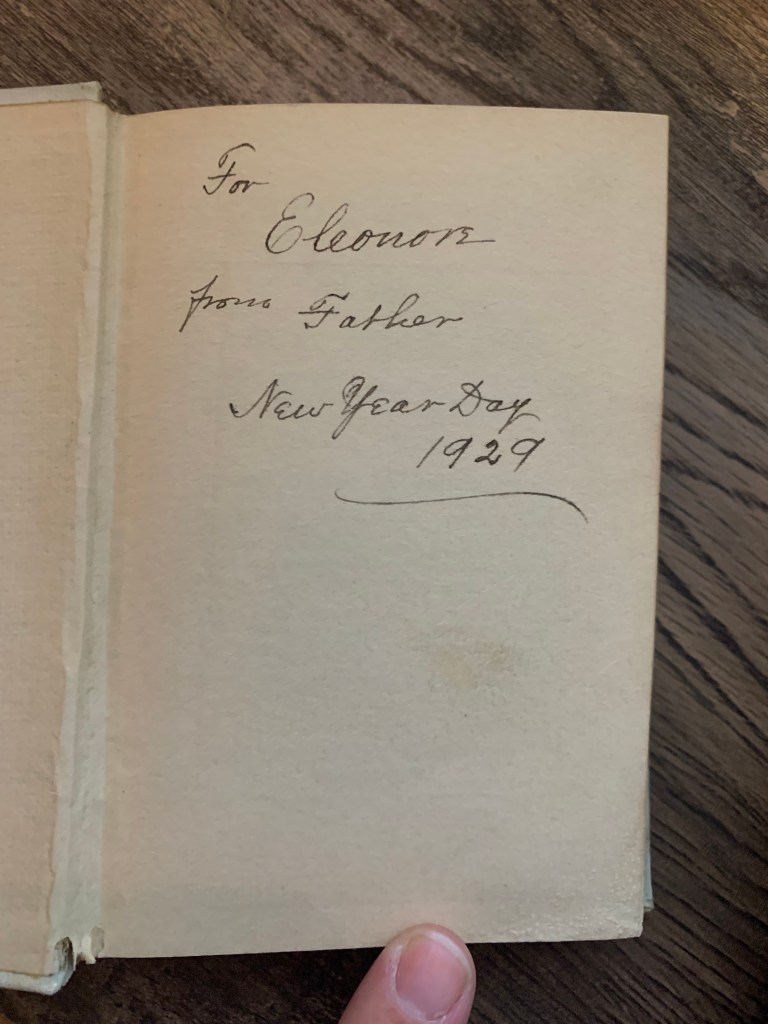 For
Eleonore
from Father
New Year Day
1929